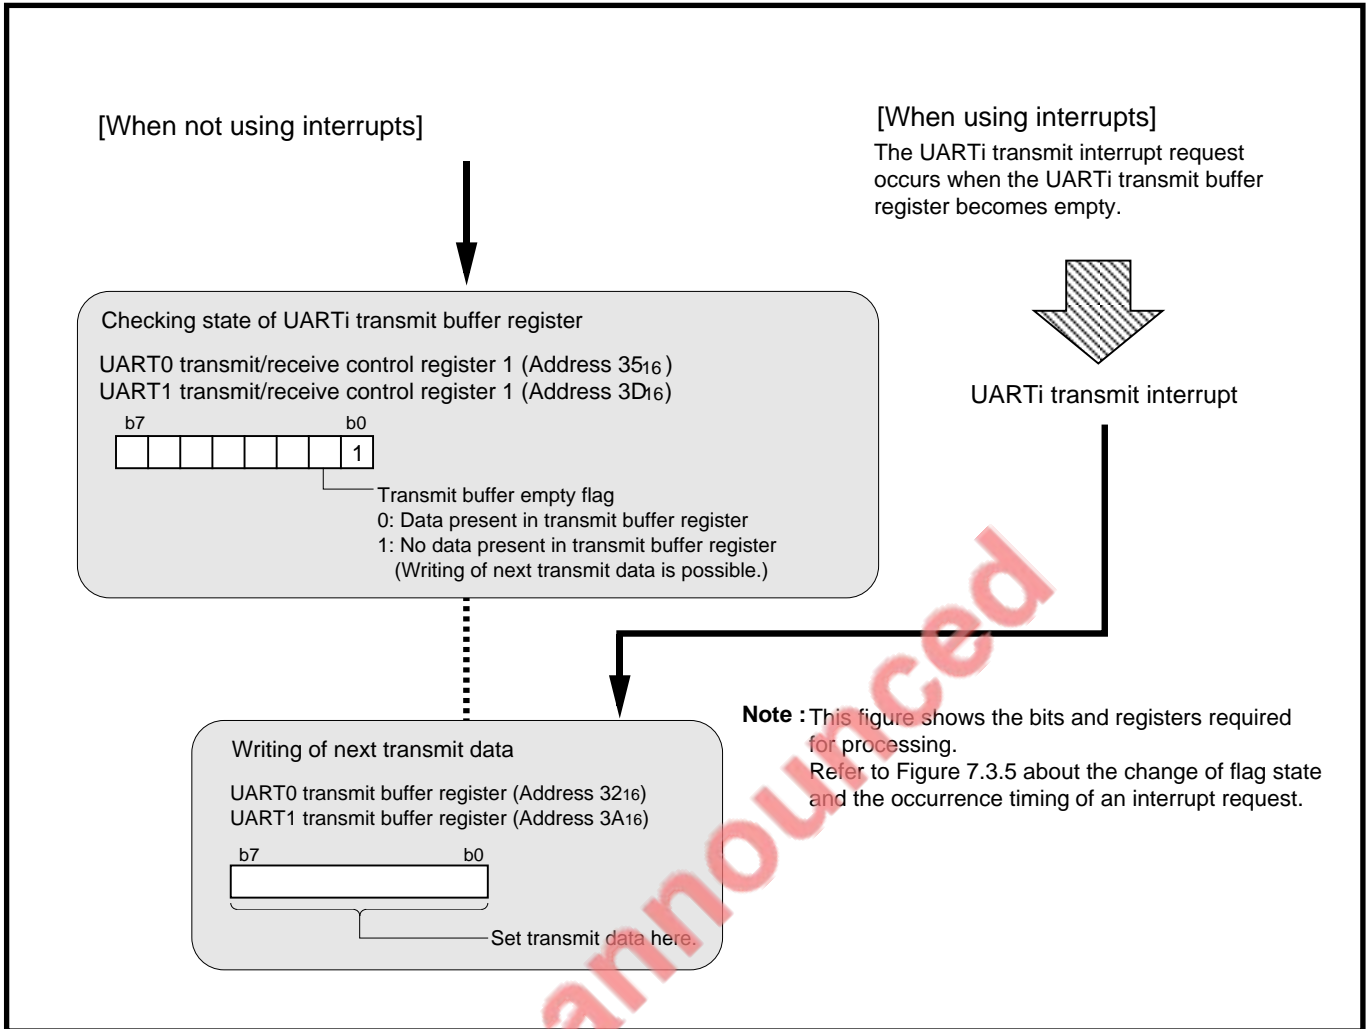 [When not using interrupts]
[When using interrupts]
The UARTi transmit interrupt request
occurs when the UARTi transmit buffer
register becomes empty.
Checking state of UARTi transmit buffer register
UART0 transmit/receive control register 1 (Address 3516)
UART1 transmit/receive control register 1 (Address 3D16)
b7 b0
1
Transmit buffer empty flag
0: Data present in transmit buffer register
1: No data present in transmit buffer register
(Writing of next transmit data is possible.)
UARTi transmit interrupt
Writing of next transmit data
UART0 transmit buffer register (Address 3216)
UART1 transmit buffer register (Address 3A16)
b7 b0
Set transmit data here.
Note : This figure shows the bits and registers required
for processing.
Refer to Figure 7.3.5 about the change of flag state
and the occurrence timing of an interrupt request.
announced